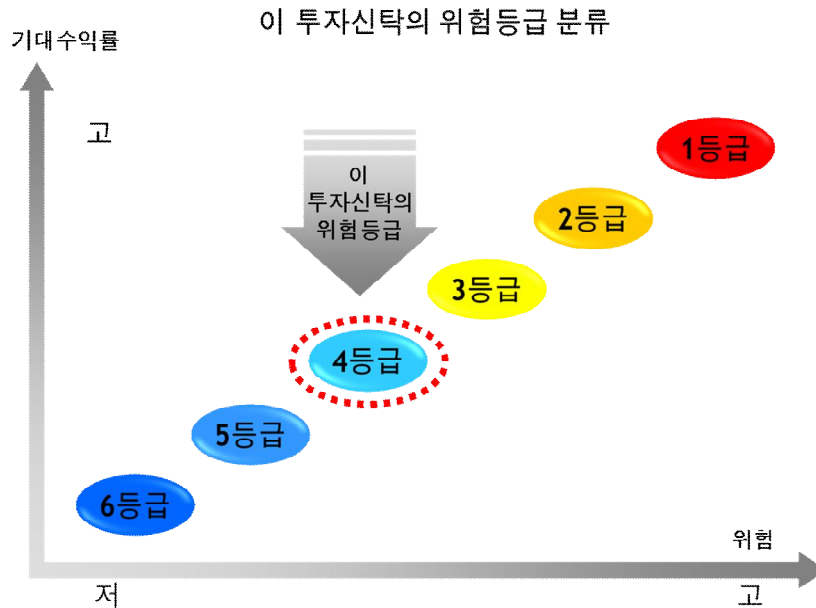 이 투자신탁의 위험등급 분류
기대수익률
고
1등급
이
투자신탁의
위험등급
2등급
3등급
4등급
5등급
6등급
위험
저
고